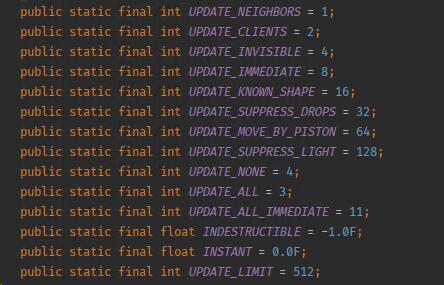 public static final int UPDATE_NEIGHBORS = 1;
public static final int UPDATE_CLIENTS = 2;
public static final int UPDATE_INVISIBLE = 4;
public static final int UPDATE_IMMEDIATE = 8;
public static final int UPDATE_KNOWN_SHAPE = 16;
public static final int UPDATE_SUPPRESS_DROPS = 32;
public static final int UPDATE_MOVE_BY_PISTON = 64;
public static final int UPDATE_SUPPRESS_LIGHT = 128;
public static final int UPDATE_NONE = 4;
public static final int UPDATE_ALL = 3;
public static final int UPDATE_ALL_IMMEDIATE = 11;
public static final float INDESTRUCTIBLE = -1.0F;
public static final float INSTANT = 0.0F;
public static final int UPDATE_LIMIT = 512;